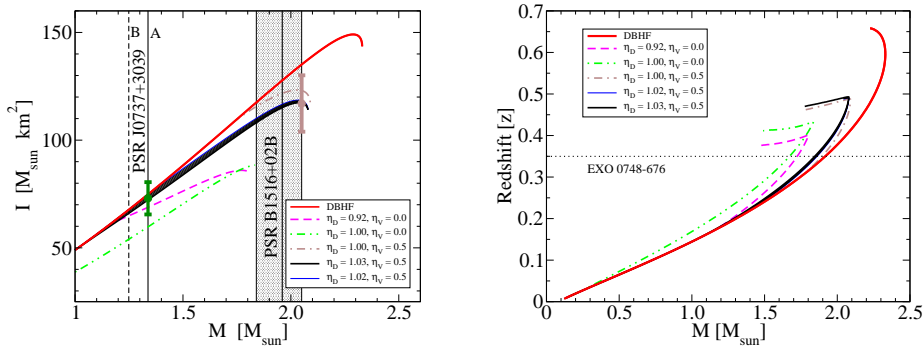 150
100
50
I [M_sun km²]
B
A
PSR J0737+3039
PSR B1516+02B
DBHF
η_D = 0.92, η_V = 0.0
η_D = 1.00, η_V = 0.0
η_D = 1.00, η_V = 0.5
η_D = 1.03, η_V = 0.5
η_D = 1.02, η_V = 0.5
1 1.5 2.0 2.5
M [M_sun]
0.7
0.6
0.5
0.4
0.3
0.2
0.1
0
Redshift [z]
DBHF
η_D = 0.92, η_V = 0.0
η_D = 1.00, η_V = 0.0
η_D = 1.00, η_V = 0.5
η_D = 1.02, η_V = 0.5
η_D = 1.03, η_V = 0.5
EXO 0748-676
0.0 0.5 1.0 1.5 2.0 2.5
M [M_sun]